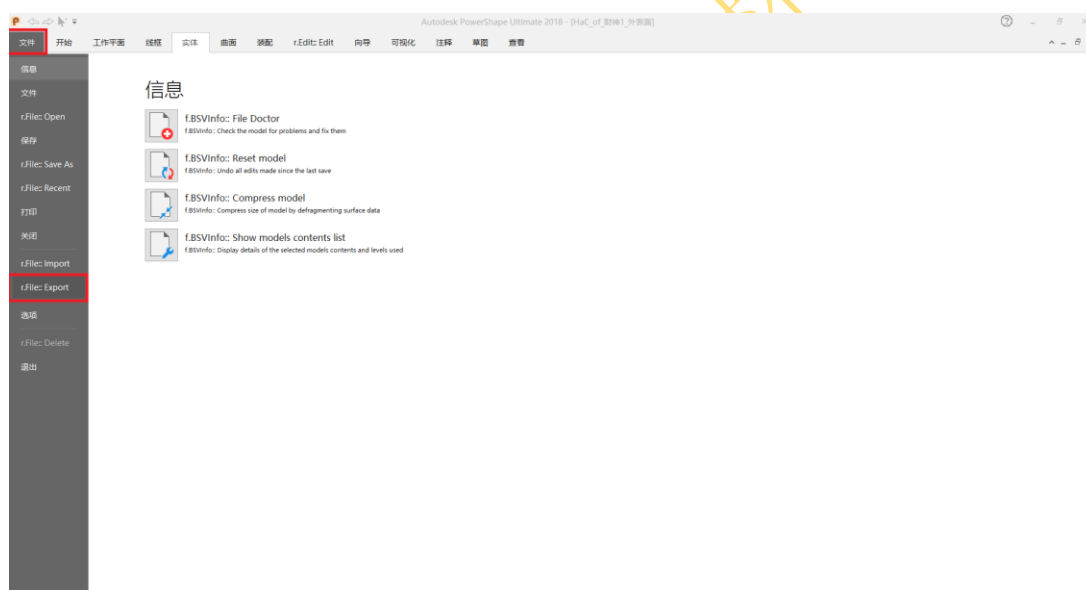 Autodesk PowerShape Ultimate 2018 - [HaC_of_财神1_外表面]
文件 开始 工作平面 线框 实体 曲面 装配 r.Edit:: Edit 向导 可视化 注释 草图 查看
信息
文件
r.File:: Open
保存
r.File:: Save As
r.File:: Recent
打印
关闭
r.File:: Import
r.File:: Export
选项
r.File:: Delete
退出
信息
f.BSVInfo:: File Doctor
f.BSVInfo:: Check the model for problems and fix them
f.BSVInfo:: Reset model
f.BSVInfo:: Undo all edits made since the last save
f.BSVInfo:: Compress model
f.BSVInfo:: Compress size of model by defragmenting surface data
f.BSVInfo:: Show models contents list
f.BSVInfo:: Display details of the selected models contents and levels used